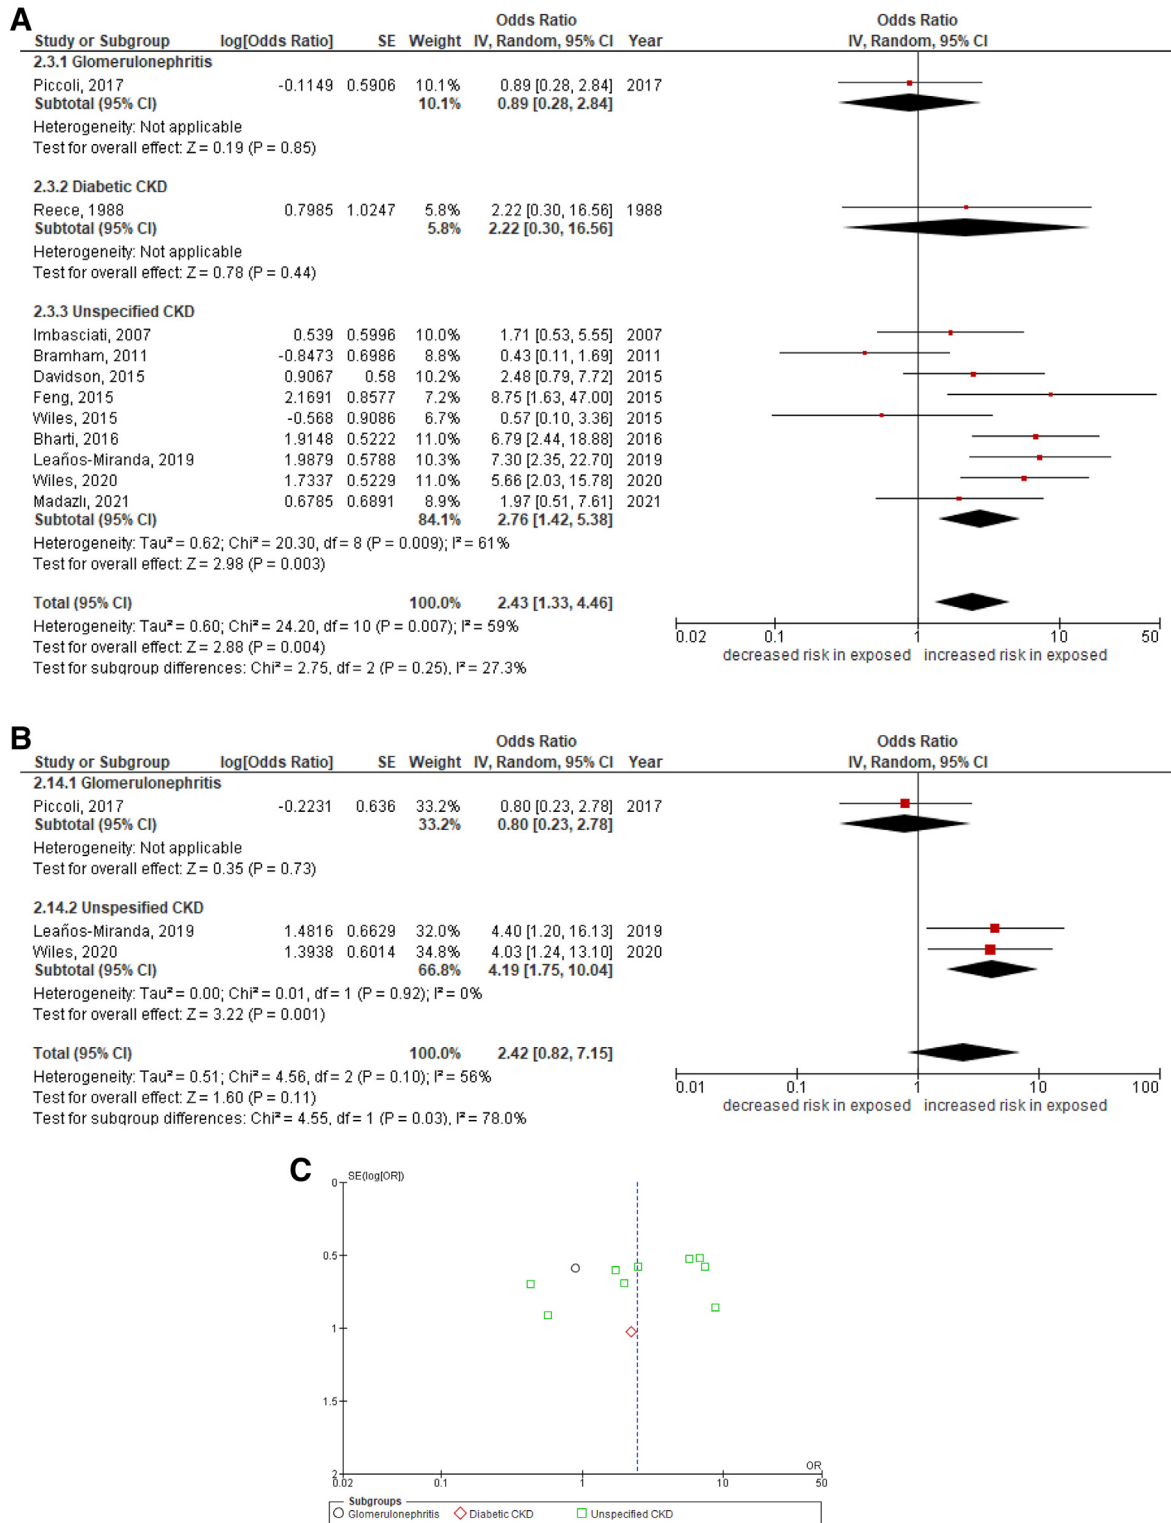 A
Odds Ratio Odds Ratio
Study or Subgroup log[Odds Ratio] SE Weight IV, Random, 95% CI Year IV, Random, 95% CI
2.3.1 Glomerulonephritis
Piccoli, 2017 -0.1149 0.5906 10.1% 0.89 [0.28, 2.84] 2017
Subtotal (95% CI) 10.1% 0.89 [0.28, 2.84]
Heterogeneity: Not applicable
Test for overall effect: Z = 0.19 (P = 0.85)
2.3.2 Diabetic CKD
Reece, 1988 0.7985 1.0247 5.8% 2.22 [0.30, 16.56] 1988
Subtotal (95% CI) 5.8% 2.22 [0.30, 16.56]
Heterogeneity: Not applicable
Test for overall effect: Z = 0.78 (P = 0.44)
2.3.3 Unspecified CKD
Imbasciati, 2007 0.539 0.5996 10.0% 1.71 [0.53, 5.55] 2007
Bramham, 2011 -0.8473 0.6986 8.8% 0.43 [0.11, 1.69] 2011
Davidson, 2015 0.9067 0.58 10.2% 2.48 [0.79, 7.72] 2015
Feng, 2015 2.1691 0.8577 7.2% 8.75 [1.63, 47.00] 2015
Wiles, 2015 -0.568 0.9086 6.7% 0.57 [0.10, 3.36] 2015
Bharti, 2016 1.9148 0.5222 11.0% 6.79 [2.44, 18.88] 2016
Leaños-Miranda, 2019 1.9879 0.5788 10.3% 7.30 [2.35, 22.70] 2019
Wiles, 2020 1.7337 0.5229 11.0% 5.66 [2.03, 15.78] 2020
Madazlı, 2021 0.6785 0.6891 8.9% 1.97 [0.51, 7.61] 2021
Subtotal (95% CI) 84.1% 2.76 [1.42, 5.38]
Heterogeneity: Tau² = 0.62; Chi² = 20.30, df = 8 (P = 0.009); I² = 61%
Test for overall effect: Z = 2.98 (P = 0.003)
Total (95% CI) 100.0% 2.43 [1.33, 4.46]
Heterogeneity: Tau² = 0.60; Chi² = 24.20, df = 10 (P = 0.007); I² = 59%
Test for overall effect: Z = 2.88 (P = 0.004)
Test for subgroup differences: Chi² = 2.75, df = 2 (P = 0.25), I² = 27.3%
0.02 0.1 1 10 50
decreased risk in exposed increased risk in exposed
B
Odds Ratio Odds Ratio
Study or Subgroup log[Odds Ratio] SE Weight IV, Random, 95% CI Year IV, Random, 95% CI
2.14.1 Glomerulonephritis
Piccoli, 2017 -0.2231 0.636 33.2% 0.80 [0.23, 2.78] 2017
Subtotal (95% CI) 33.2% 0.80 [0.23, 2.78]
Heterogeneity: Not applicable
Test for overall effect: Z = 0.35 (P = 0.73)
2.14.2 Unspesified CKD
Leaños-Miranda, 2019 1.4816 0.6629 32.0% 4.40 [1.20, 16.13] 2019
Wiles, 2020 1.3938 0.6014 34.8% 4.03 [1.24, 13.10] 2020
Subtotal (95% CI) 66.8% 4.19 [1.75, 10.04]
Heterogeneity: Tau² = 0.00; Chi² = 0.01, df = 1 (P = 0.92); I² = 0%
Test for overall effect: Z = 3.22 (P = 0.001)
Total (95% CI) 100.0% 2.42 [0.82, 7.15]
Heterogeneity: Tau² = 0.51; Chi² = 4.56, df = 2 (P = 0.10); I² = 56%
Test for overall effect: Z = 1.60 (P = 0.11)
Test for subgroup differences: Chi² = 4.55, df = 1 (P = 0.03), I² = 78.0%
0.01 0.1 1 10 100
decreased risk in exposed increased risk in exposed
C
SE(log[OR])
0
0.5
1
1.5
2
OR
0.02 0.1 1 10 50
Subgroups
Glomerulonephritis Diabetic CKD Unspecified CKD